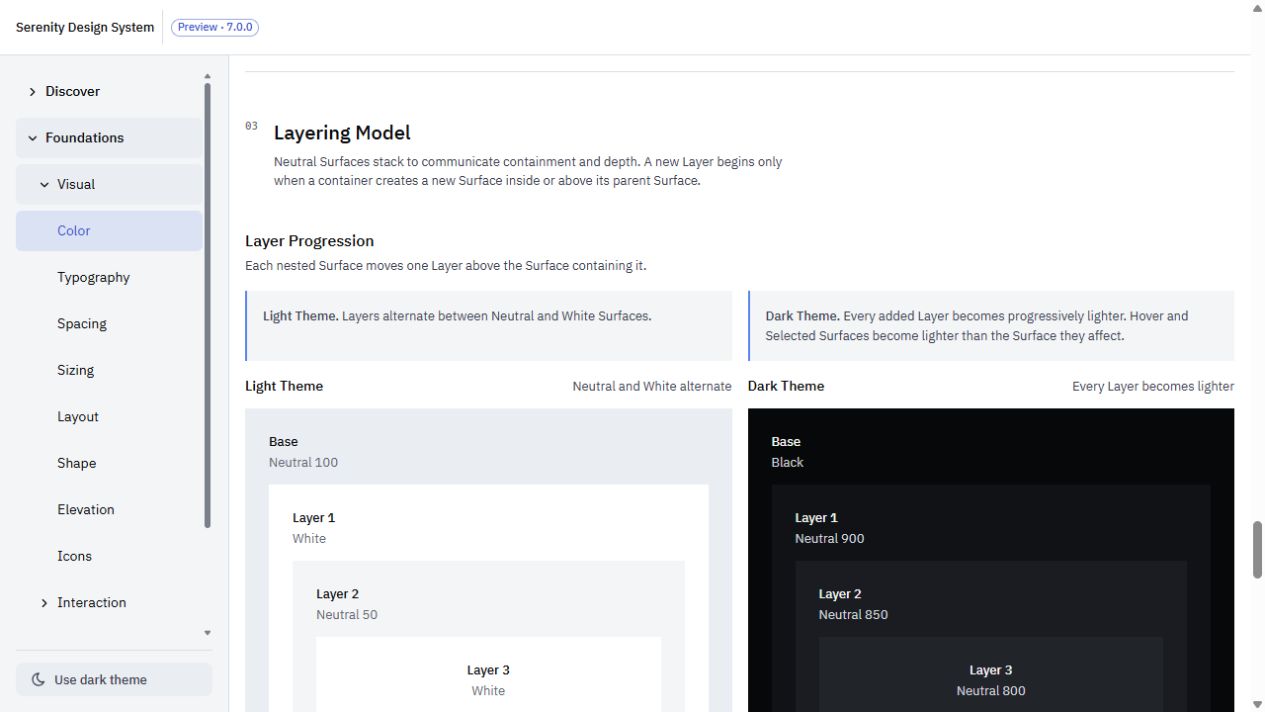 Serenity Design System
Preview · 7.0.0
Discover
Foundations
Visual
Color
Typography
Spacing
Sizing
Layout
Shape
Elevation
Icons
Interaction
Use dark theme
03
Layering Model
Neutral Surfaces stack to communicate containment and depth. A new Layer begins only
when a container creates a new Surface inside or above its parent Surface.
Layer Progression
Each nested Surface moves one Layer above the Surface containing it.
Light Theme. Layers alternate between Neutral and White Surfaces.
Dark Theme. Every added Layer becomes progressively lighter. Hover and
Selected Surfaces become lighter than the Surface they affect.
Light Theme
Neutral and White alternate
Base
Neutral 100
Layer 1
White
Layer 2
Neutral 50
Layer 3
White
Dark Theme
Every Layer becomes lighter
Base
Black
Layer 1
Neutral 900
Layer 2
Neutral 850
Layer 3
Neutral 800